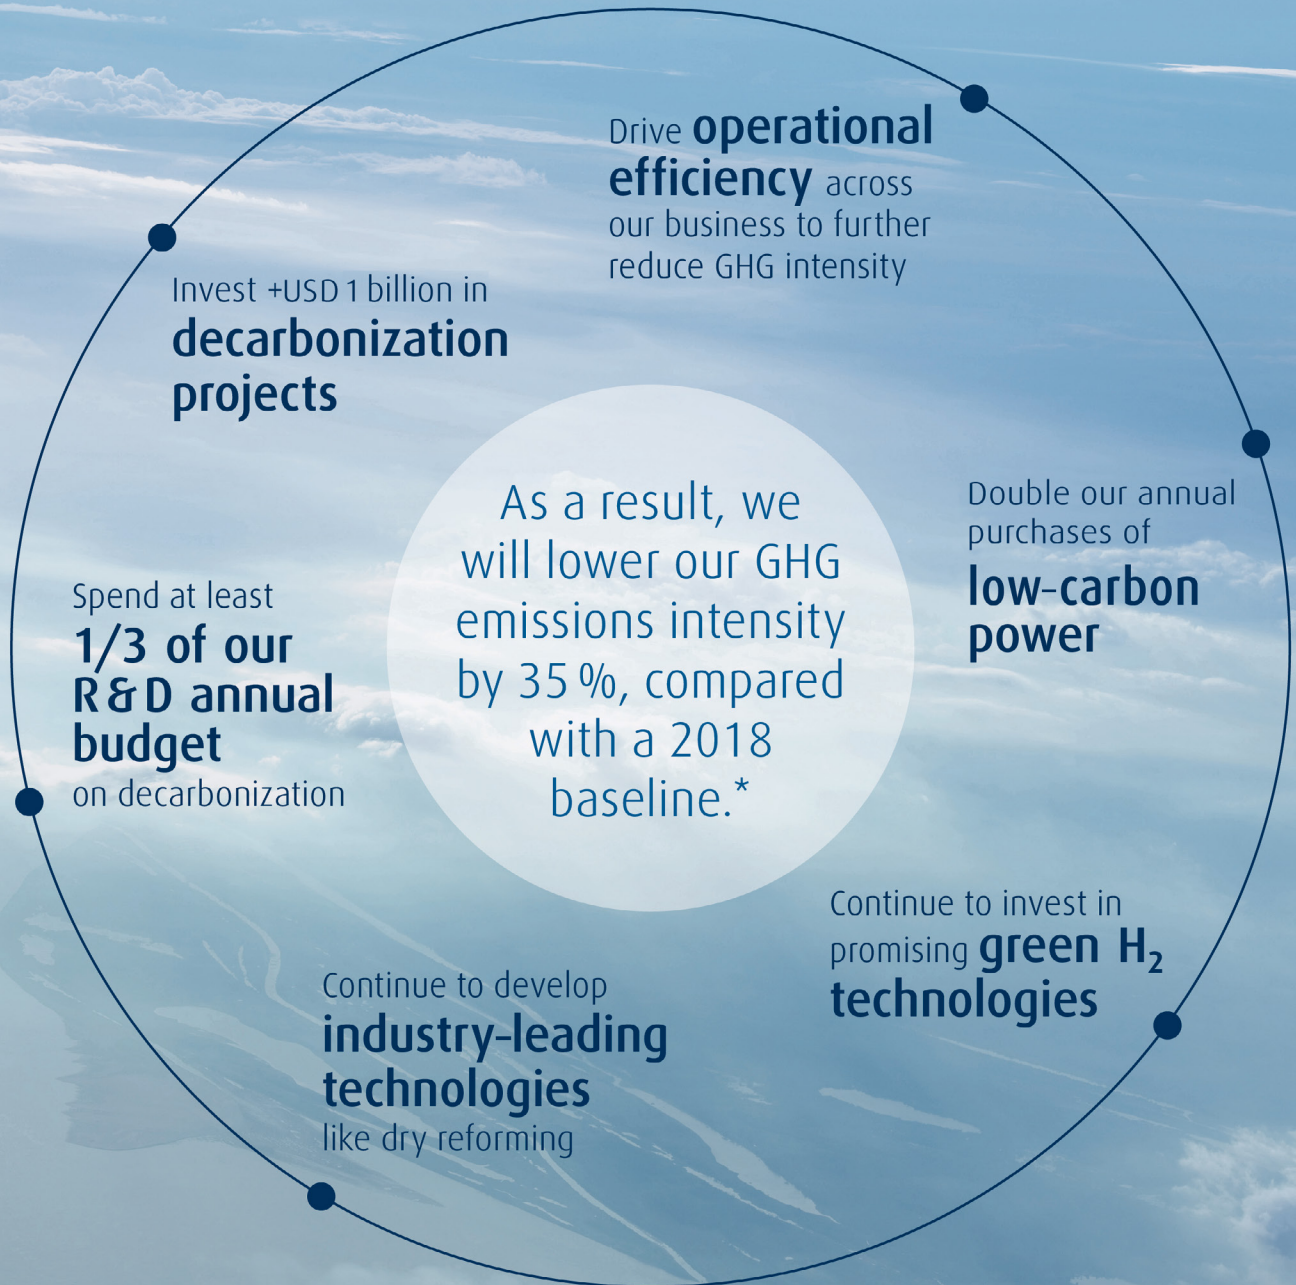 Drive operational
efficiency across
our business to further
reduce GHG intensity
Invest +USD 1 billion in
decarbonization
projects
As a result, we
will lower our GHG
emissions intensity
by 35 %, compared
with a 2018
baseline.*
Double our annual
purchases of
low-carbon
power
Spend at least
1/3 of our
R & D annual
budget
on decarbonization
Continue to invest in
promising green H₂
technologies
Continue to develop
industry-leading
technologies
like dry reforming